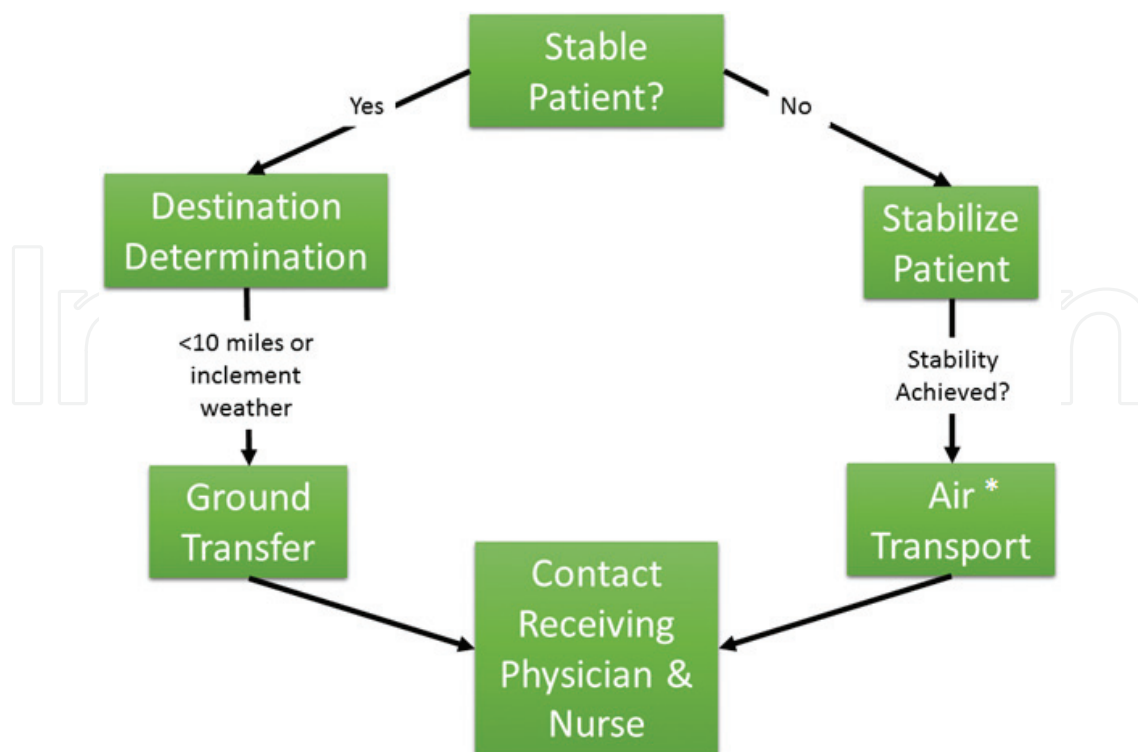 Stable
Patient?
Yes
No
Destination
Determination
Stabilize
Patient
<10 miles or
inclement
weather
Stability
Achieved?
Ground
Transfer
Air *
Transport
Contact
Receiving
Physician &
Nurse